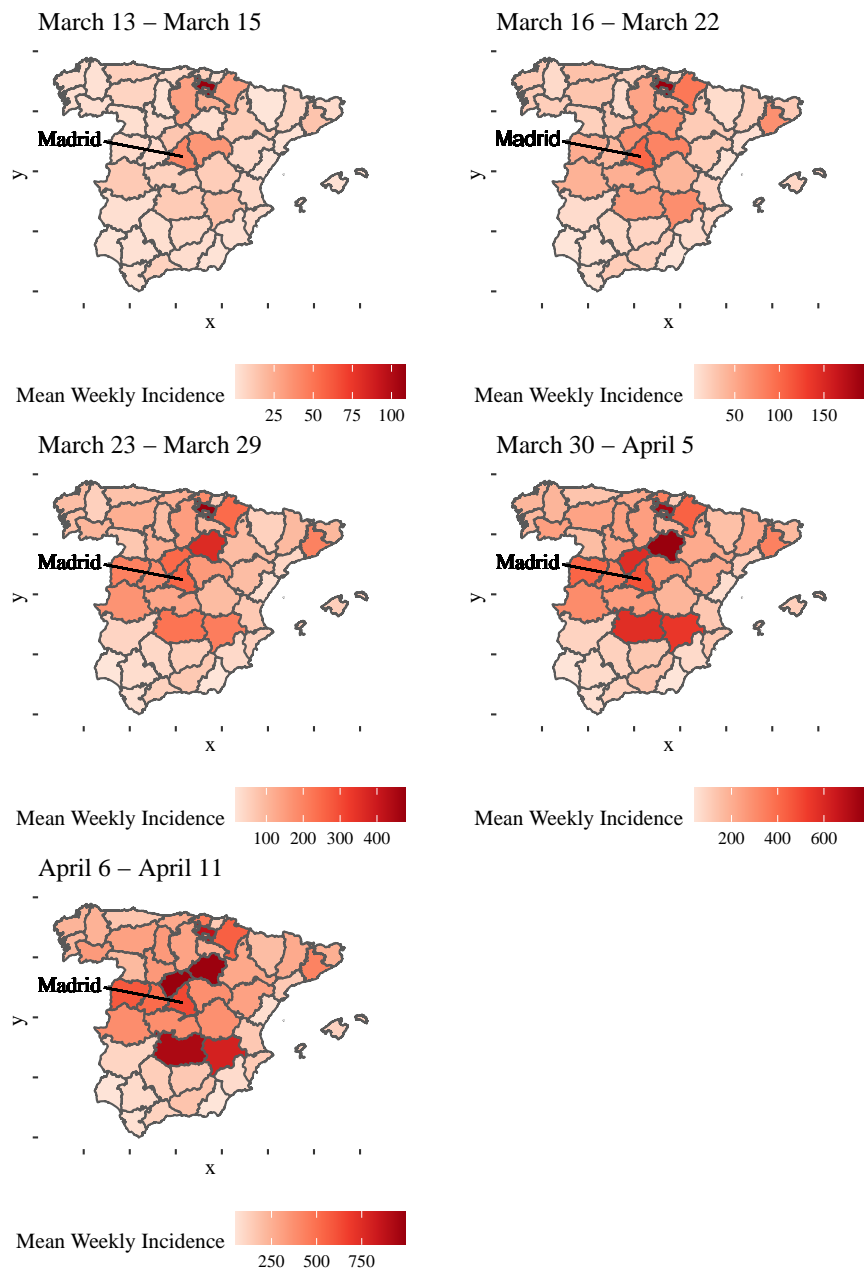 March 13 – March 15
Madrid
y
x
Mean Weekly Incidence
25 50 75 100
March 16 – March 22
Madrid
y
x
Mean Weekly Incidence
50 100 150
March 23 – March 29
Madrid
y
x
Mean Weekly Incidence
100 200 300 400
March 30 – April 5
Madrid
y
x
Mean Weekly Incidence
200 400 600
April 6 – April 11
Madrid
y
x
Mean Weekly Incidence
250 500 750